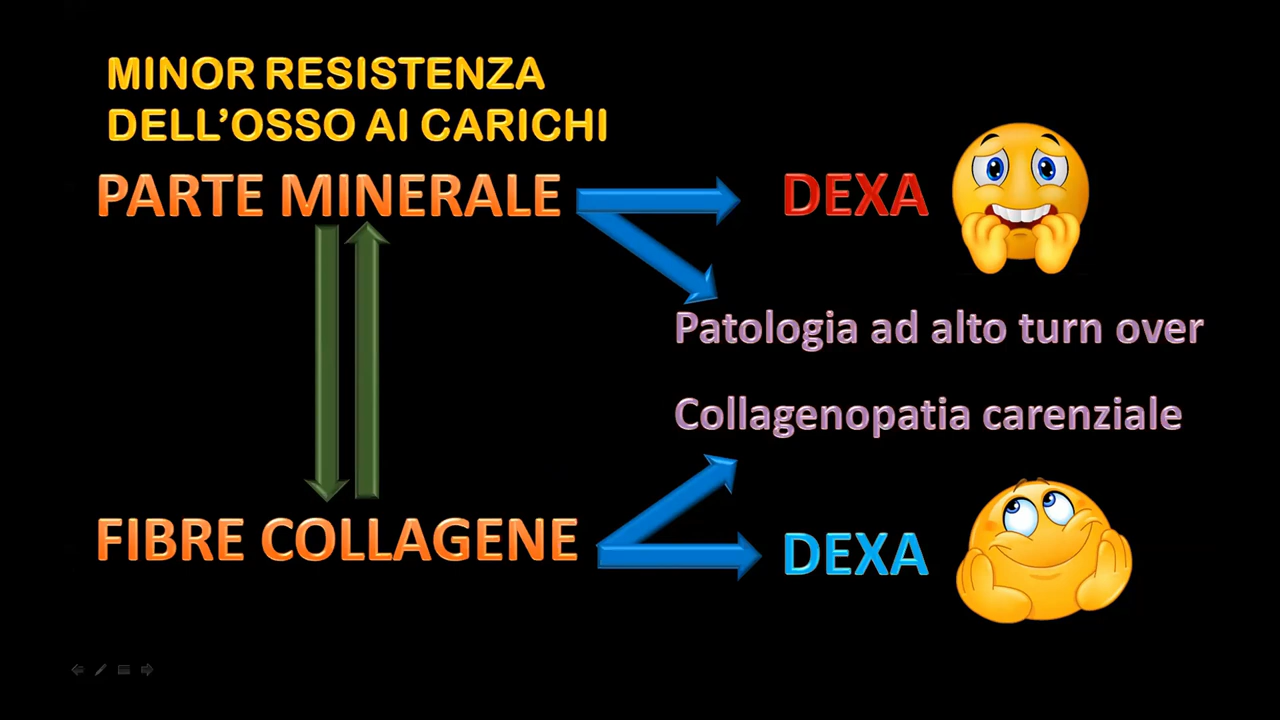 MINOR RESISTENZA
DELL’OSSO AI CARICHI
PARTE MINERALE
DEXA
Patologia ad alto turn over
Collagenopatia carenziale
FIBRE COLLAGENE
DEXA